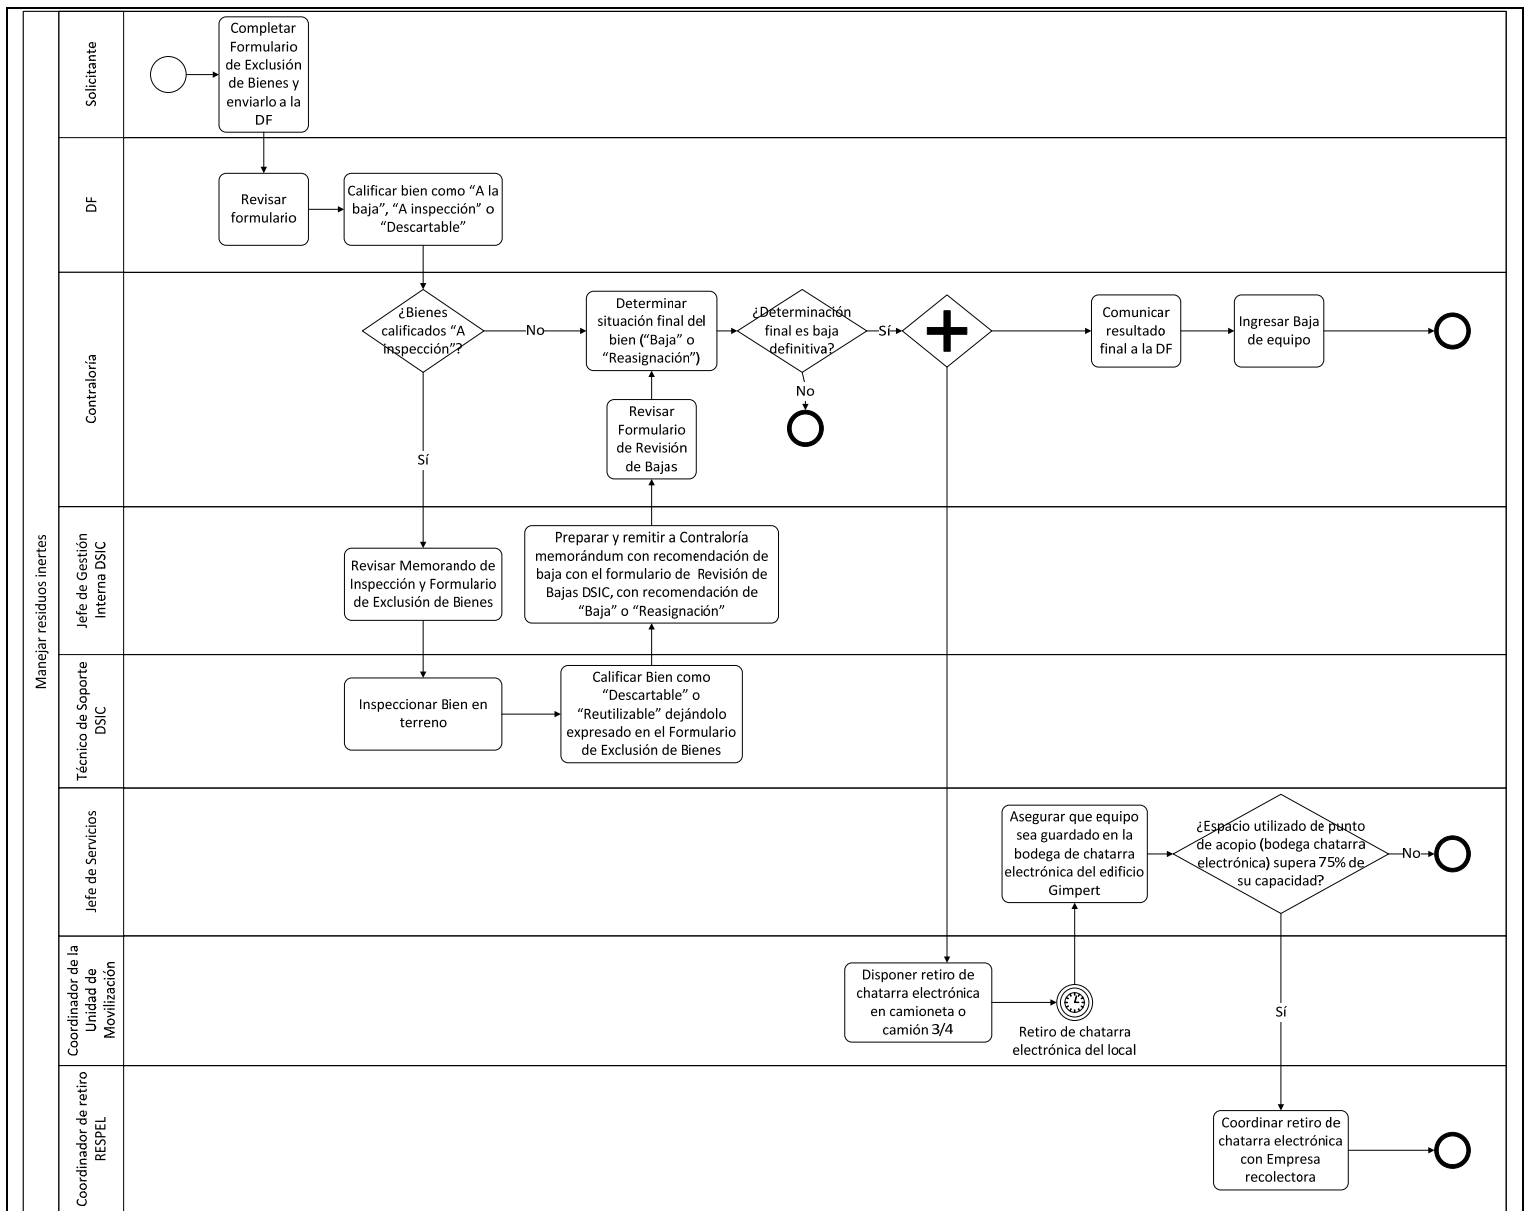 Manejar residuos inertes
Solicitante
Completar
Formulario
de Exclusión
de Bienes y
enviarlo a la
DF
DF
Revisar
formulario
Calificar bien como “A la
baja”, “A inspección” o
“Descartable”
Contraloría
¿Bienes
calificados “A
inspección”?
No
Sí
Determinar
situación final del
bien (“Baja” o
“Reasignación”)
¿Determinación
final es baja
definitiva?
Sí
No
Comunicar
resultado
final a la DF
Ingresar Baja
de equipo
Revisar
Formulario
de Revisión
de Bajas
Jefe de Gestión
Interna DSIC
Revisar Memorando de
Inspección y Formulario
de Exclusión de Bienes
Preparar y remitir a Contraloría
memorándum con recomendación de
baja con el formulario de Revisión de
Bajas DSIC, con recomendación de
“Baja” o “Reasignación”
Técnico de Soporte
DSIC
Inspeccionar Bien en
terreno
Calificar Bien como
“Descartable” o
“Reutilizable” dejándolo
expresado en el Formulario
de Exclusión de Bienes
Jefe de Servicios
Asegurar que equipo
sea guardado en la
bodega de chatarra
electrónica del edificio
Gimpert
¿Espacio utilizado de punto
de acopio (bodega chatarra
electrónica) supera 75% de
su capacidad?
No
Sí
Coordinador de la
Unidad de
Movilización
Disponer retiro de
chatarra electrónica
en camioneta o
camión 3/4
Retiro de chatarra
electrónica del local
Coordinador de retiro
RESPEL
Coordinar retiro de
chatarra electrónica
con Empresa
recolectora